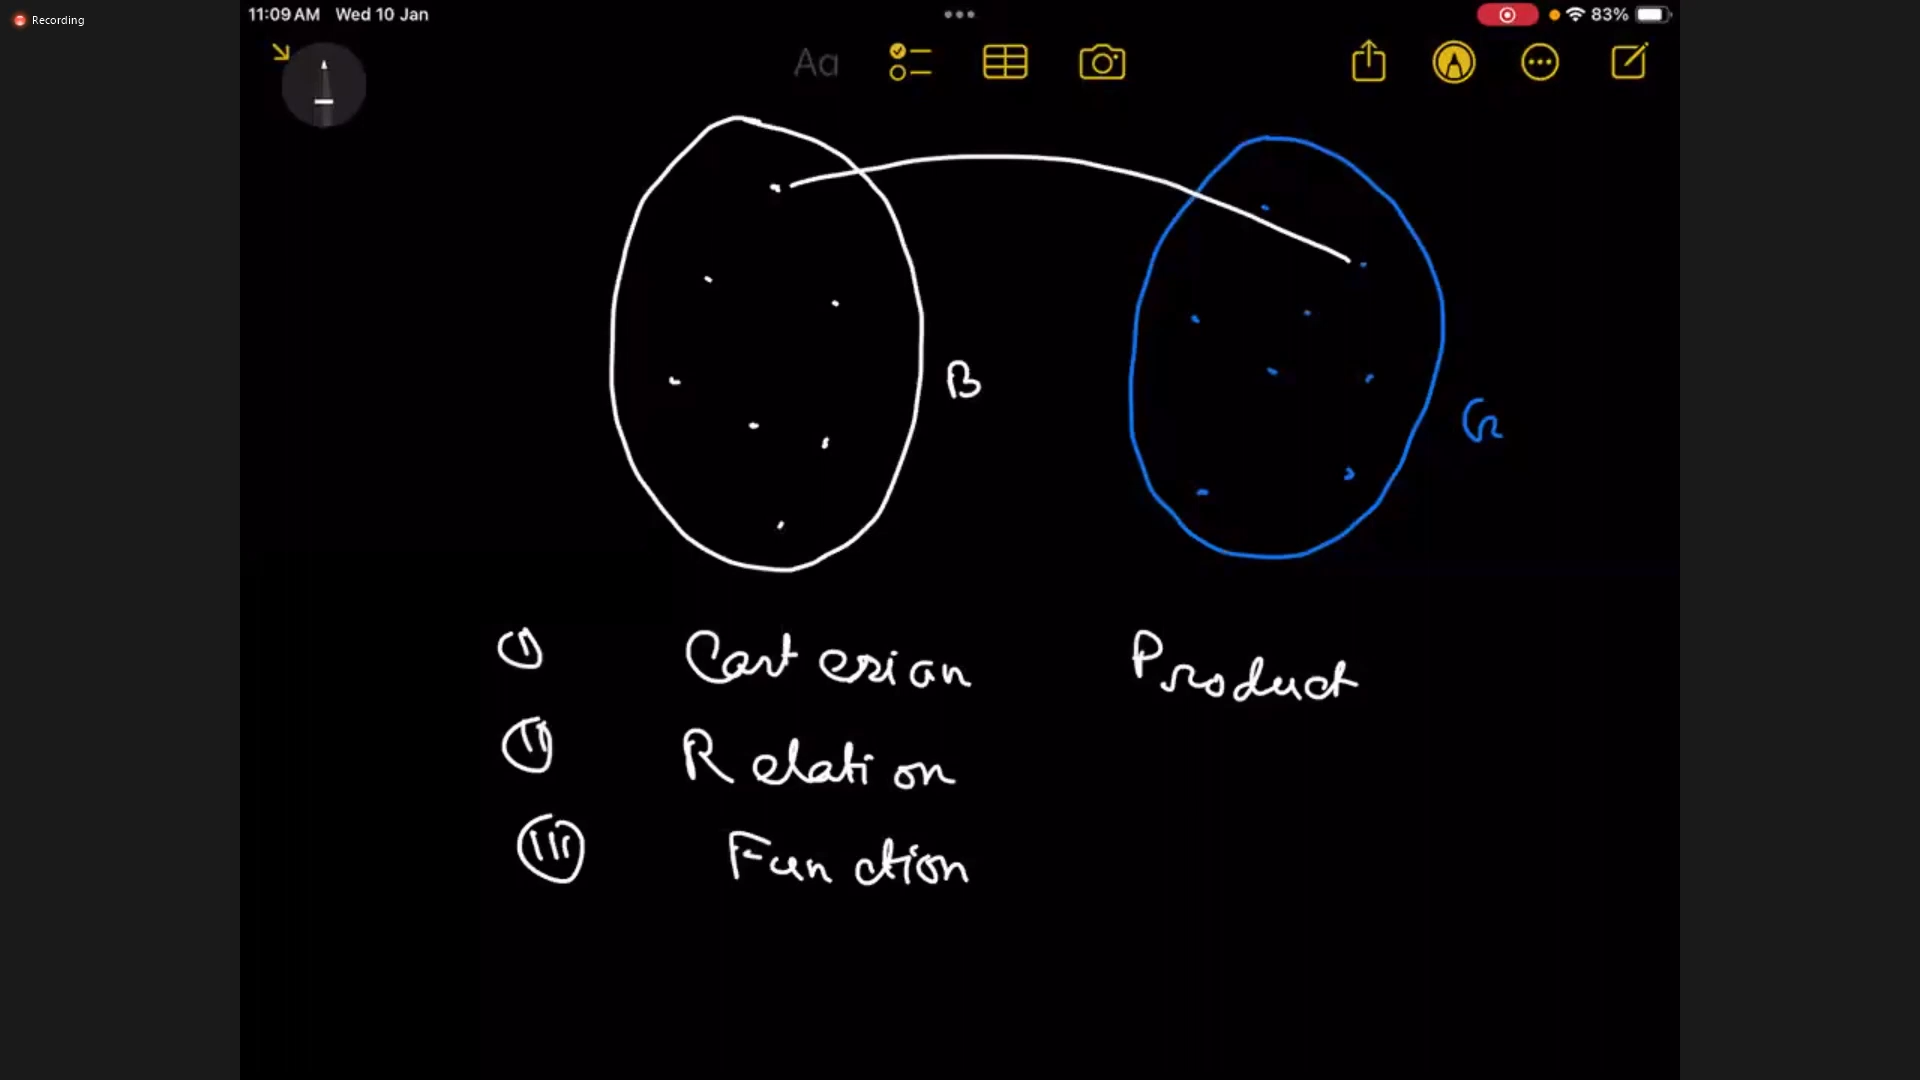 Recording
11:09 AM Wed 10 Jan
83%
Aa
B
G
(i) Cartesian Product
(ii) Relation
(iii) Function